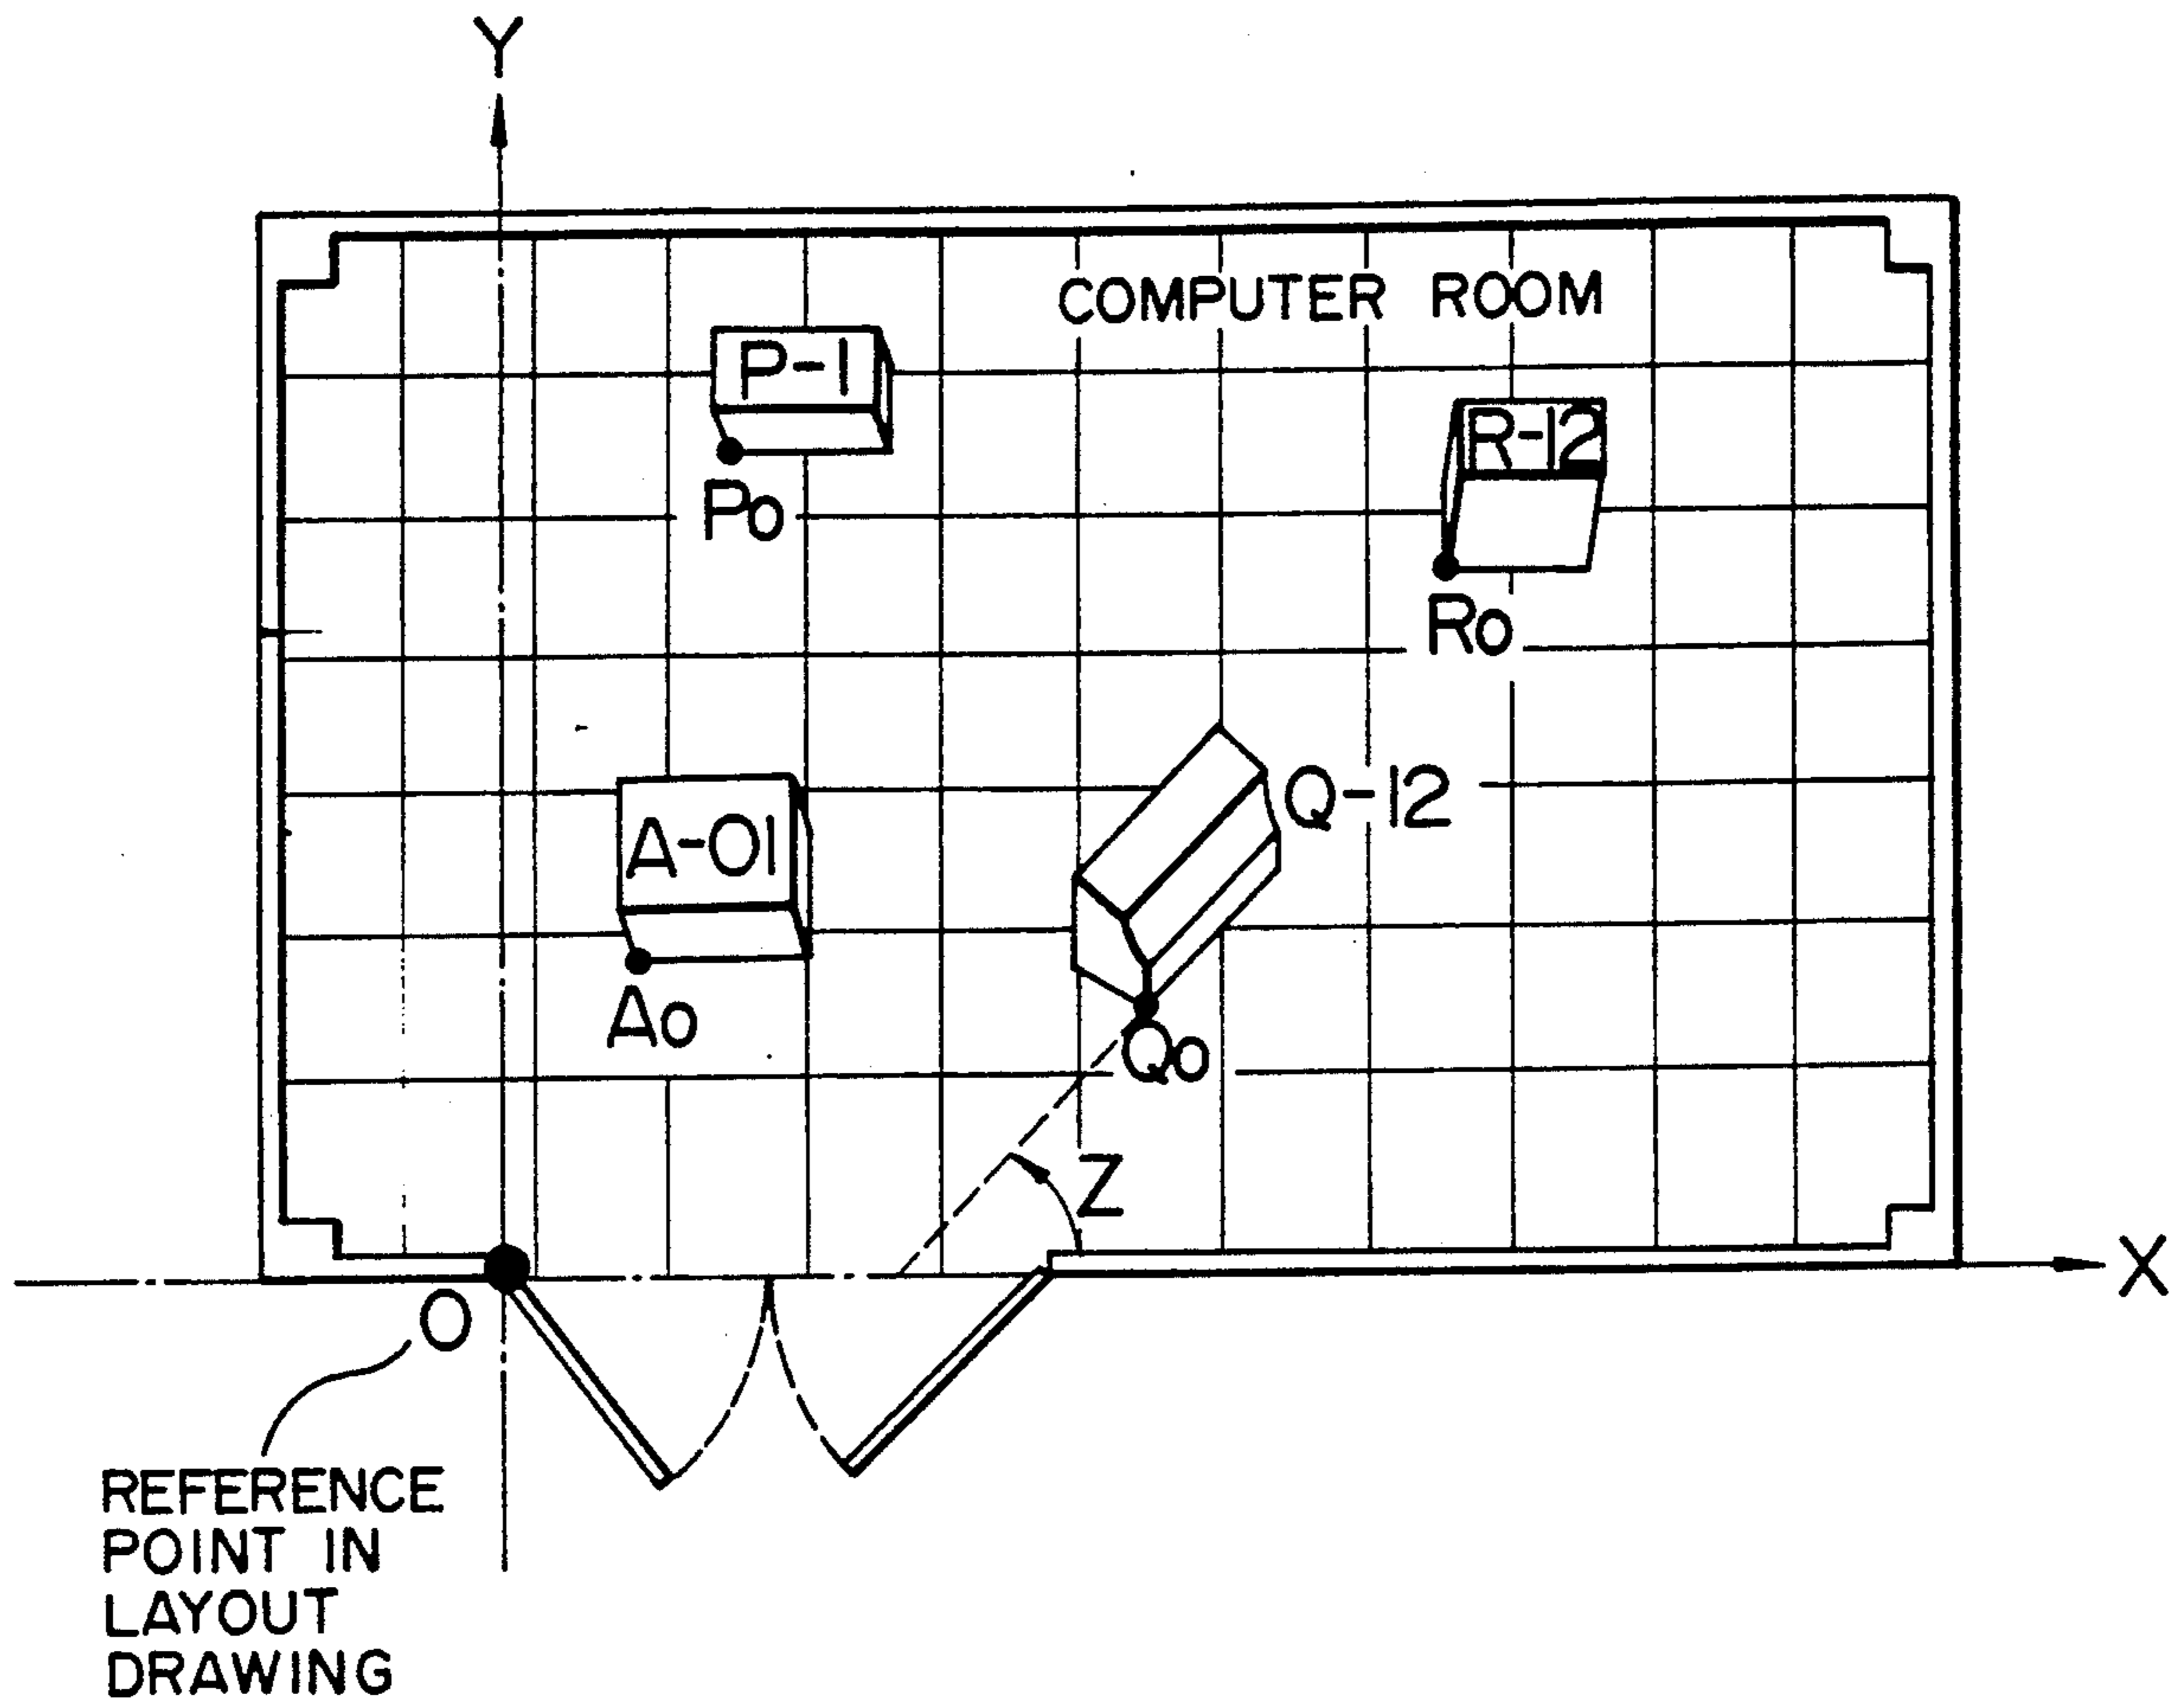 Y
COMPUTER ROOM
P-1
R-12
Po
Ro
Q-12
A-01
Ao
Qo
Z
X
O
REFERENCE
POINT IN
LAYOUT
DRAWING